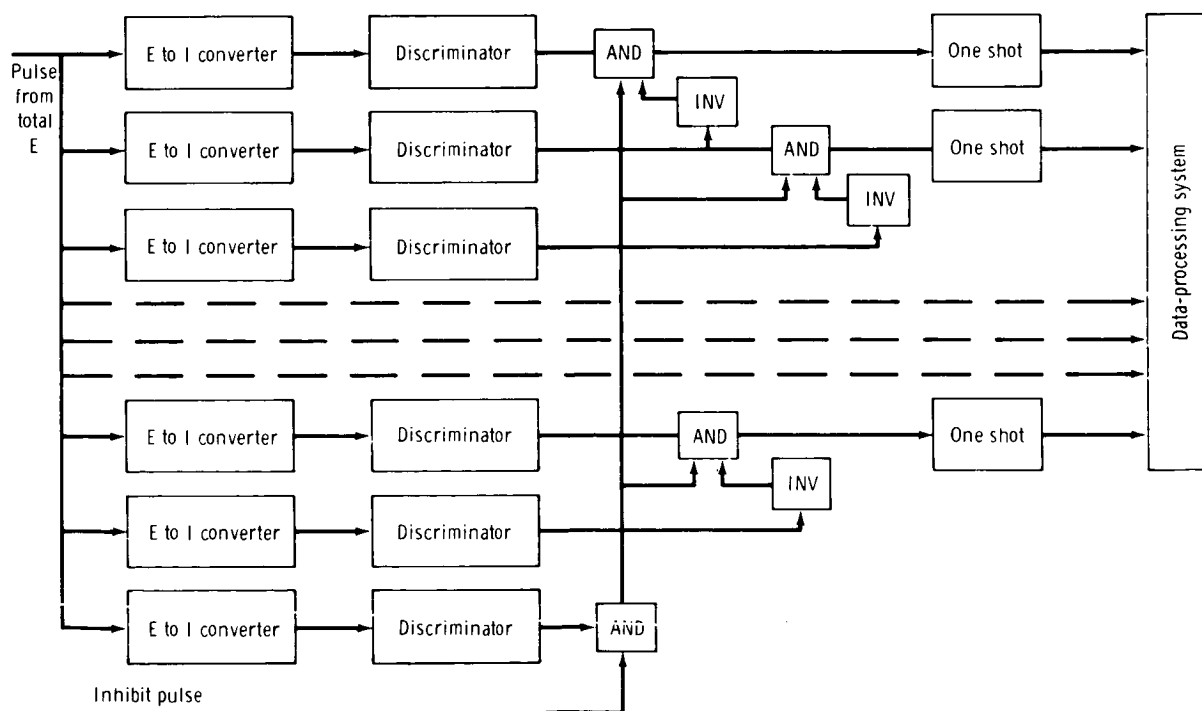 E to I converter
Discriminator
AND
One shot
Pulse
from
total
E
INV
E to I converter
Discriminator
AND
One shot
INV
E to I converter
Discriminator
Data-processing system
E to I converter
Discriminator
AND
One shot
INV
E to I converter
Discriminator
E to I converter
Discriminator
AND
Inhibit pulse